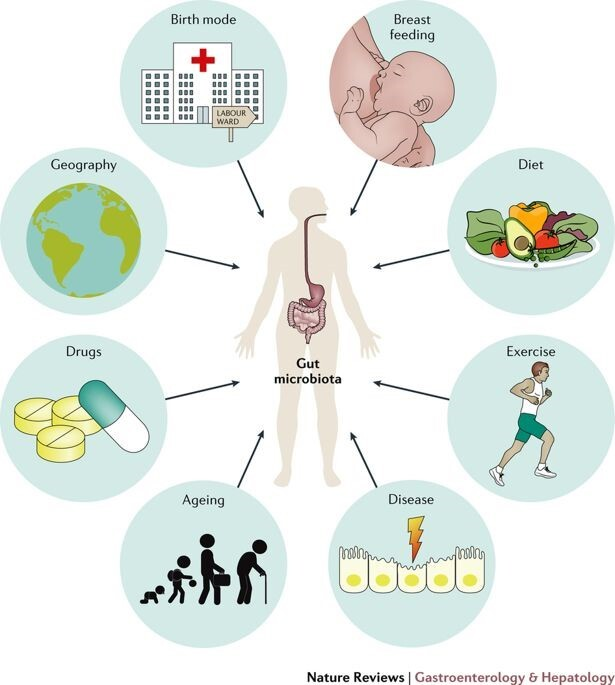 Birth mode
LABOUR
WARD
Breast
feeding
Geography
Diet
Gut
microbiota
Drugs
Exercise
Ageing
Disease
Nature Reviews | Gastroenterology & Hepatology